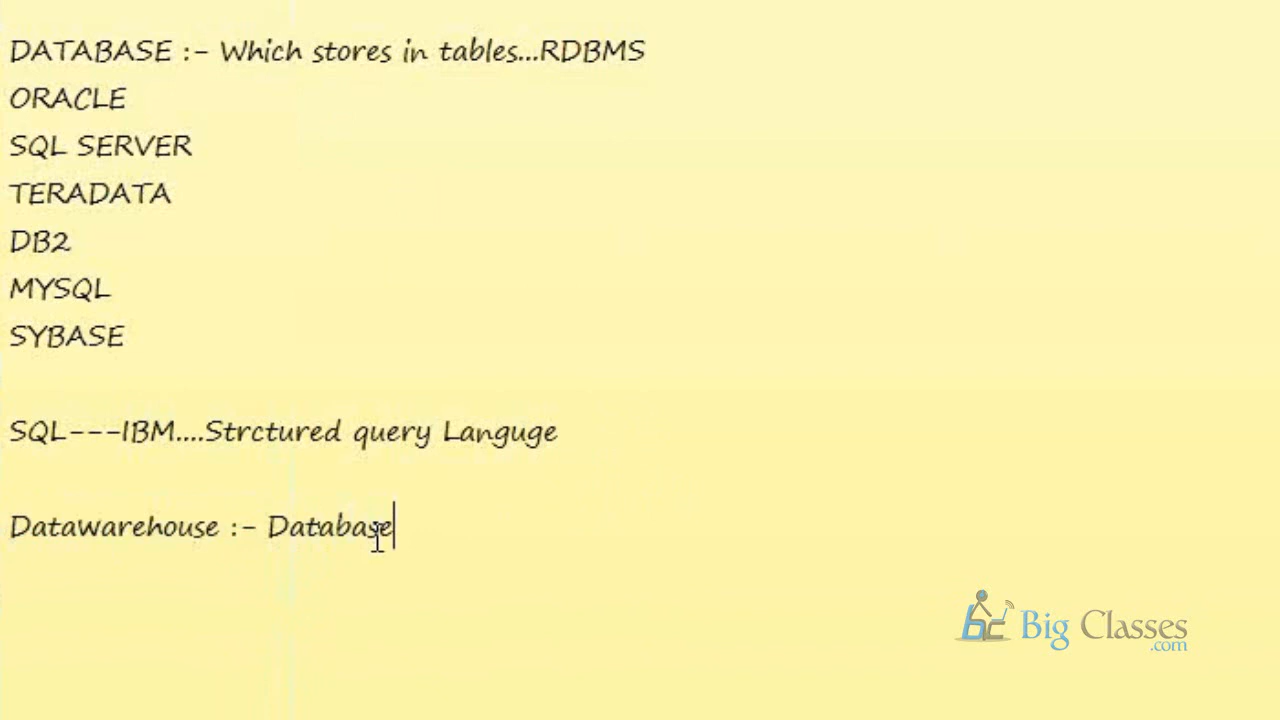 DATABASE :- Which stores in tables...RDBMS
ORACLE
SQL SERVER
TERADATA
DB2
MYSQL
SYBASE
SQL---IBM....Strctured query Languge
Datawarehouse :- Database
bc Big Classes
.com